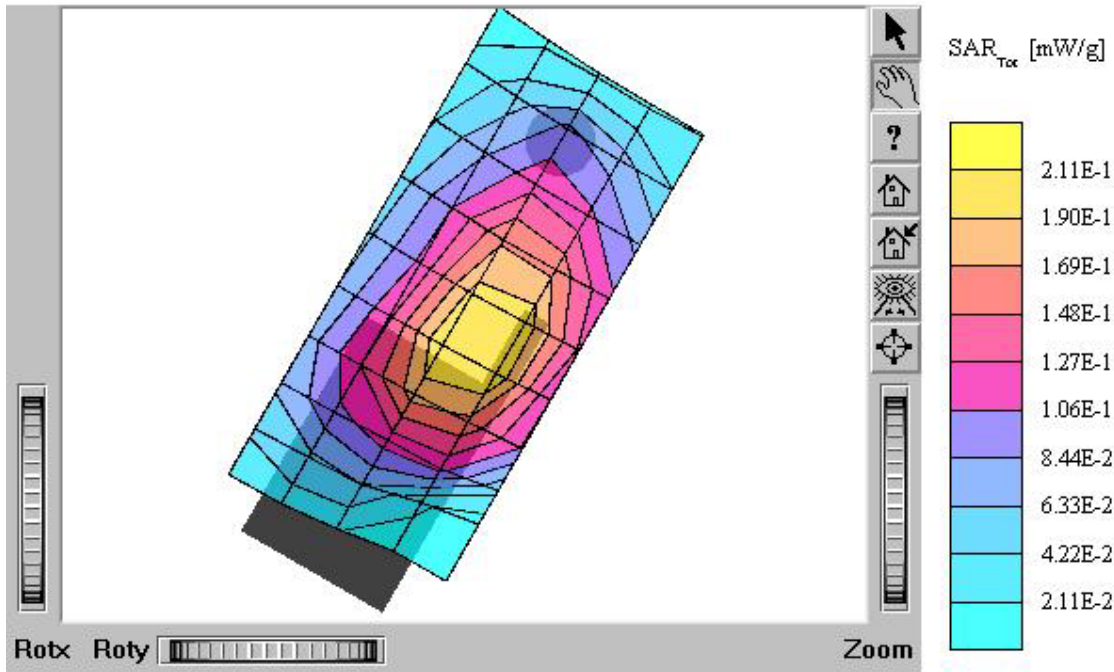 SAR_Tot [mW/g]
?
2.11E-1
1.90E-1
1.69E-1
1.48E-1
1.27E-1
1.06E-1
8.44E-2
6.33E-2
4.22E-2
2.11E-2
Rotx Roty Zoom